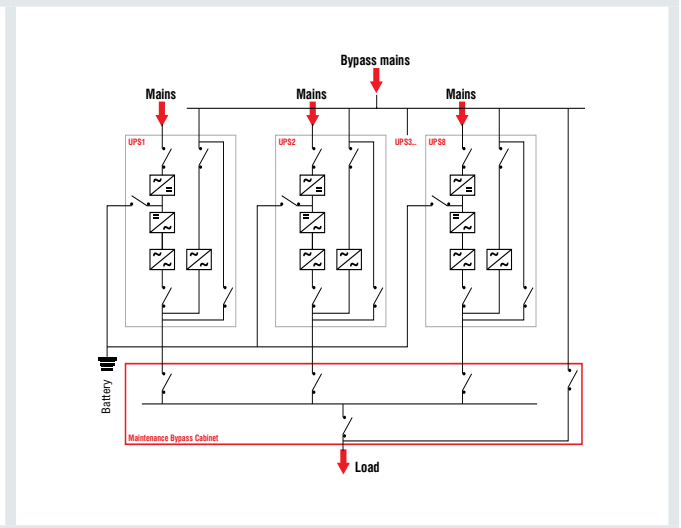 Bypass mains
Mains
Mains
Mains
UPS1
UPS2
UPS3...
UPS8
Battery
Maintenance Bypass Cabinet
Load